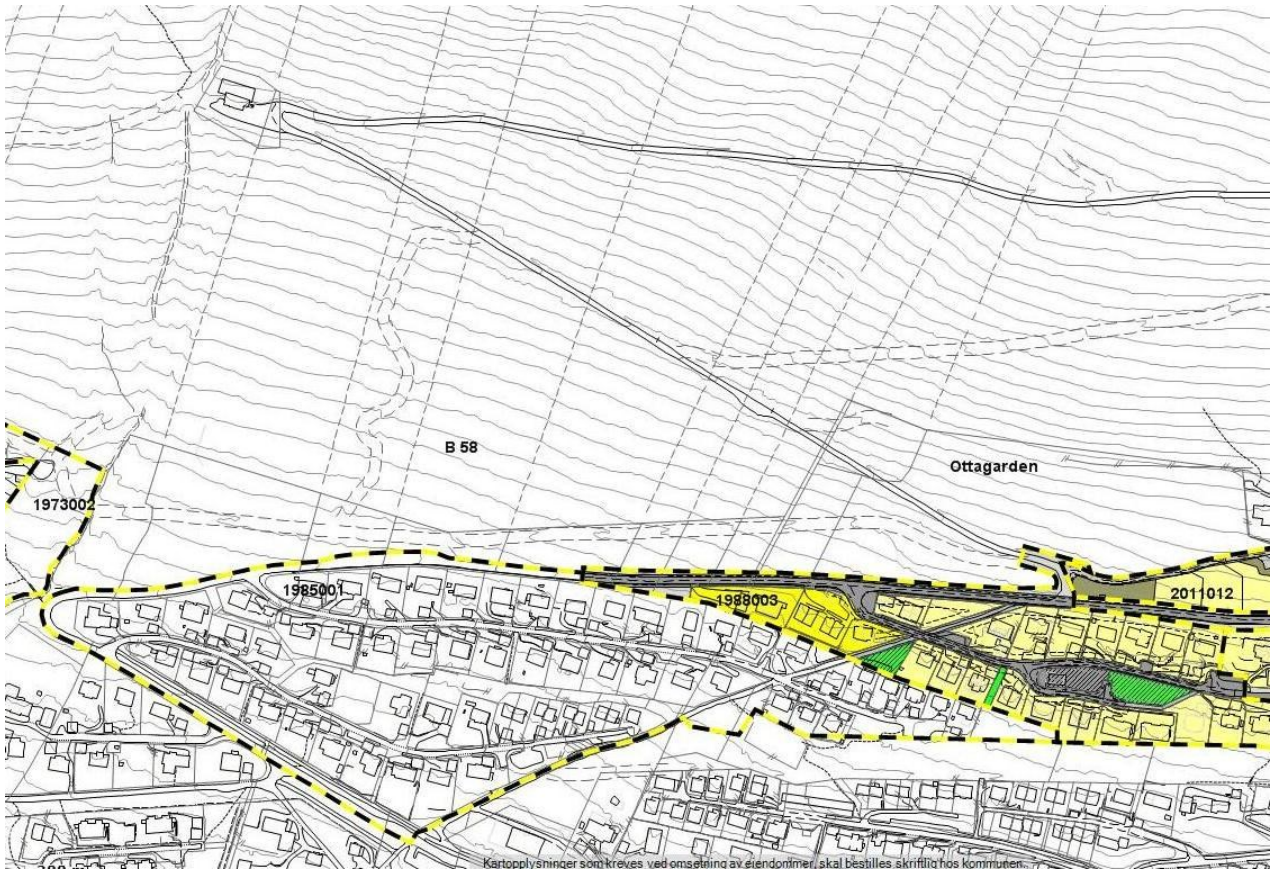 B 58
Ottagarden
1973002
1985001
1988003
2011012
Kartopplysninger som kreves ved omsetning av eiendommer, skal bestilles skriftlig hos kommunen.